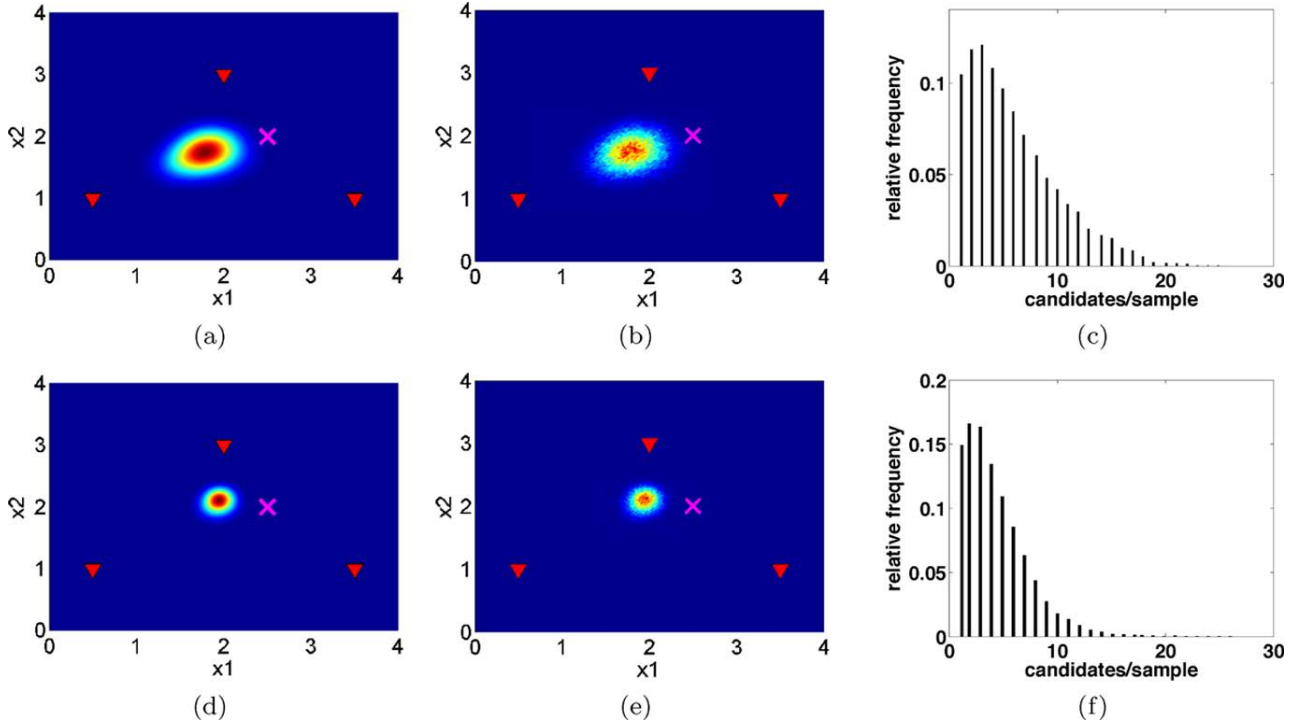 4
3
x2
2
1
0
0 1 2 3 4
x1
(a)
4
3
x2
2
1
0
0 1 2 3 4
x1
(b)
relative frequency
0.1
0.05
0
0 10 20 30
candidates/sample
(c)
4
3
x2
2
1
0
0 1 2 3 4
x1
(d)
4
3
x2
2
1
0
0 1 2 3 4
x1
(e)
relative frequency
0.2
0.15
0.1
0.05
0
0 10 20 30
candidates/sample
(f)